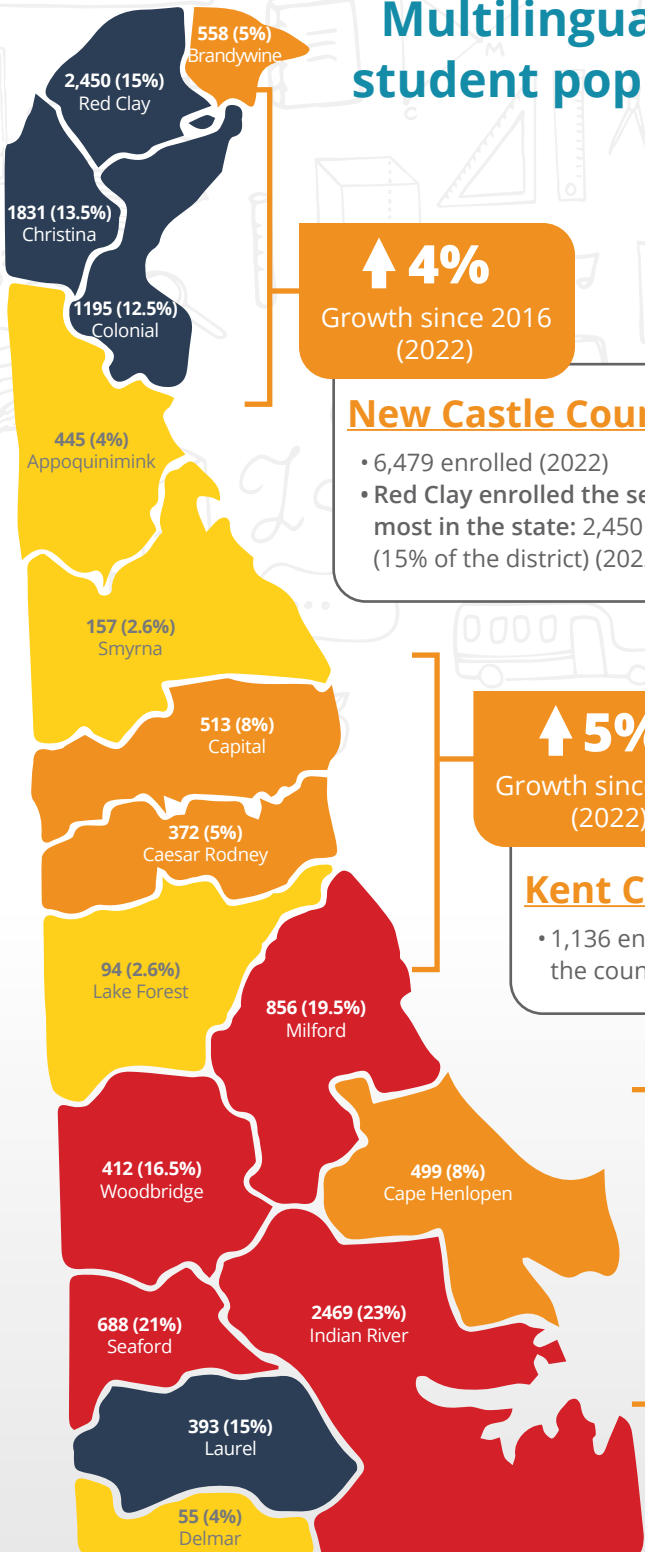 Multilingua
student pop
558 (5%)
Brandywine
2,450 (15%)
Red Clay
1831 (13.5%)
Christina
1195 (12.5%)
Colonial
4%
Growth since 2016
(2022)
New Castle Coun
• 6,479 enrolled (2022)
• Red Clay enrolled the se
most in the state: 2,450
(15% of the district) (202
445 (4%)
Appoquinimink
157 (2.6%)
Smyrna
513 (8%)
Capital
372 (5%)
Caesar Rodney
5%
Growth sinc
(2022)
Kent C
• 1,136 en
the coun
94 (2.6%)
Lake Forest
856 (19.5%)
Milford
412 (16.5%)
Woodbridge
499 (8%)
Cape Henlopen
688 (21%)
Seaford
2469 (23%)
Indian River
393 (15%)
Laurel
55 (4%)
Delmar